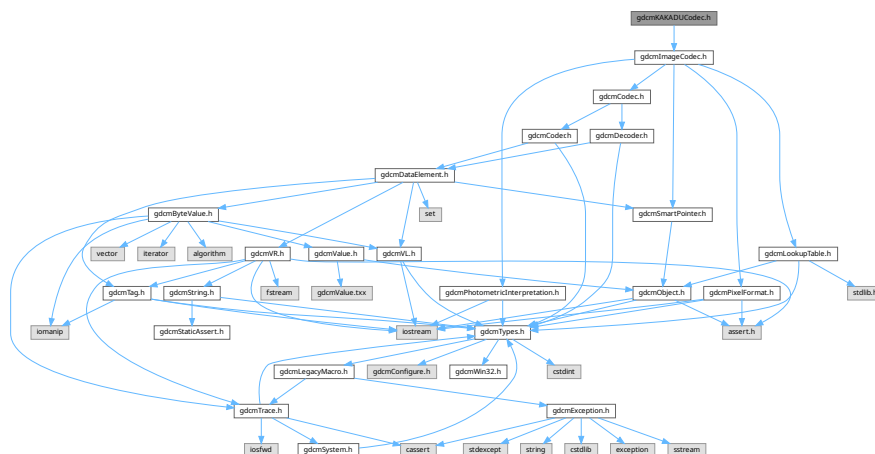 gdcmKAKADUCodec.h
gdcmImageCodec.h
gdcmCodec.h
gdcmCoder.h
gdcmDecoder.h
gdcmDataElement.h
gdcmByteValue.h
set
gdcmSmartPointer.h
vector
iterator
algorithm
gdcmVR.h
gdcmValue.h
gdcmVL.h
gdcmLookupTable.h
gdcmTag.h
gdcmString.h
fstream
gdcmValue.txx
gdcmPhotometricInterpretation.h
gdcmObject.h
gdcmPixelFormat.h
stdlib.h
iomanip
gdcmStaticAssert.h
iostream
gdcmTypes.h
assert.h
gdcmLegacyMacro.h
gdcmConfigure.h
gdcmWin32.h
cstdint
gdcmTrace.h
gdcmException.h
iosfwd
gdcmSystem.h
cassert
stdexcept
string
cstdlib
exception
sstream